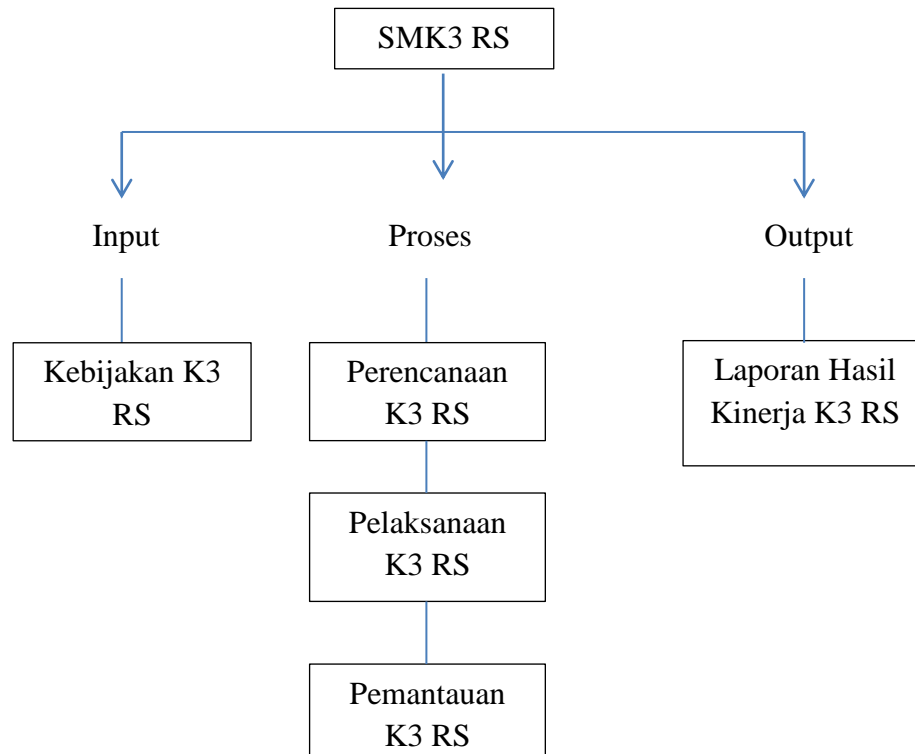 SMK3 RS
Input
Proses
Output
Kebijakan K3
RS
Perencanaan
K3 RS
Laporan Hasil
Kinerja K3 RS
Pelaksanaan
K3 RS
Pemantauan
K3 RS